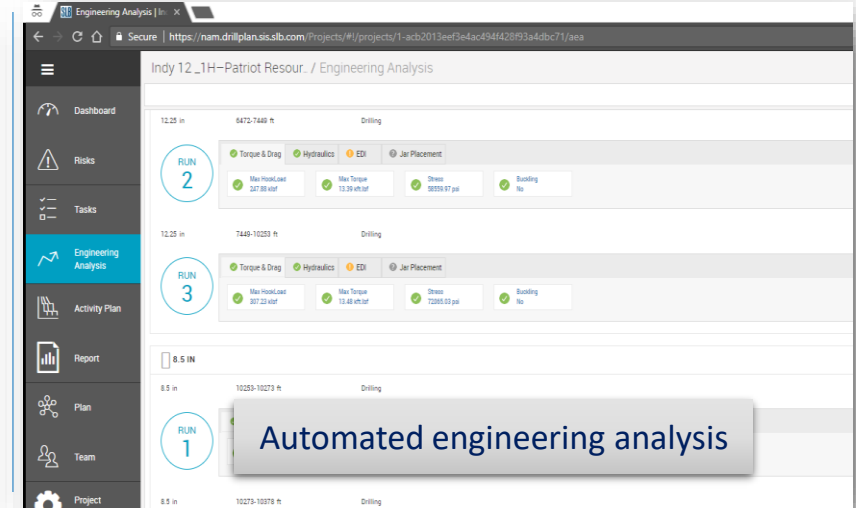 Engineering Analysis | In
Secure | https://nam.drillplan.sis.slb.com/Projects/#!/projects/1-acb2013eef3e4ac494f428f93a4dbc71/aea
Indy 12 _1H–Patriot Resour.. / Engineering Analysis
Dashboard
Risks
Tasks
Engineering
Analysis
Activity Plan
Report
Plan
Team
Project
12.25 in 6472-7449 ft Drilling
RUN
2
Torque & Drag Hydraulics EDI Jar Placement
Max HookLoad Max Torque Stress Buckling
247.88 klbf 13.39 kft.lbf 58559.97 psi No
12.25 in 7449-10253 ft Drilling
RUN
3
Torque & Drag Hydraulics EDI Jar Placement
Max HookLoad Max Torque Stress Buckling
307.23 klbf 13.48 kft.lbf 72065.03 psi No
8.5 IN
8.5 in 10253-10273 ft Drilling
RUN
1
Automated engineering analysis
8.5 in 10273-10378 ft Drilling